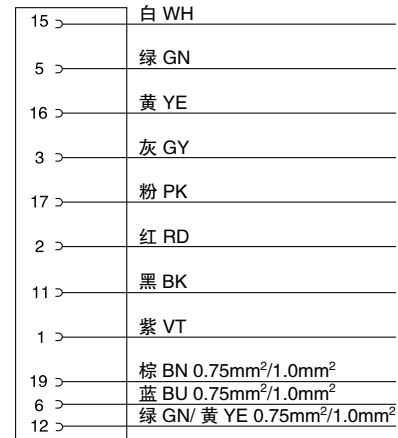 15 白 WH
5 绿 GN
16 黄 YE
3 灰 GY
17 粉 PK
2 红 RD
11 黑 BK
1 紫 VT
19 棕 BN 0.75mm²/1.0mm²
6 蓝 BU 0.75mm²/1.0mm²
12 绿 GN/ 黄 YE 0.75mm²/1.0mm²